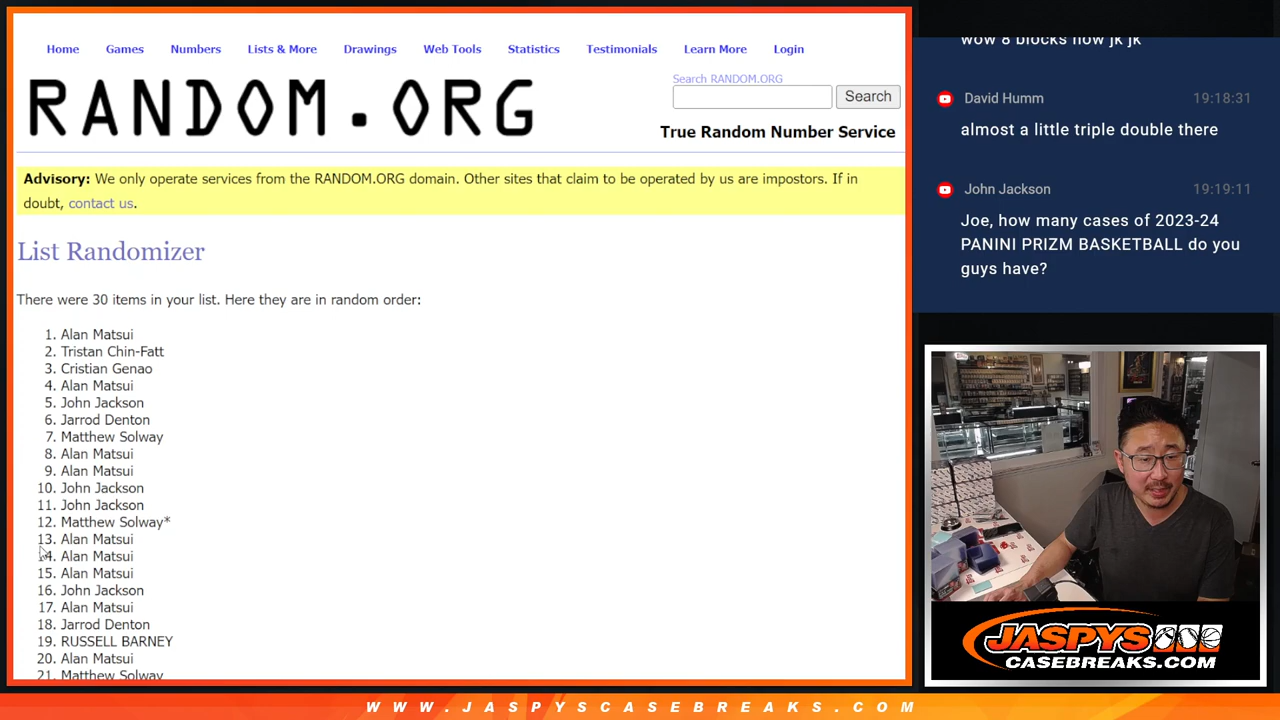 Home Games Numbers Lists & More Drawings Web Tools Statistics Testimonials Learn More Login
RANDOM.ORG
Search RANDOM.ORG
Search
True Random Number Service
Advisory: We only operate services from the RANDOM.ORG domain. Other sites that claim to be operated by us are impostors. If in
doubt, contact us.
List Randomizer
There were 30 items in your list. Here they are in random order:
1. Alan Matsui
2. Tristan Chin-Fatt
3. Cristian Genao
4. Alan Matsui
5. John Jackson
6. Jarrod Denton
7. Matthew Solway
8. Alan Matsui
9. Alan Matsui
10. John Jackson
11. John Jackson
12. Matthew Solway*
13. Alan Matsui
14. Alan Matsui
15. Alan Matsui
16. John Jackson
17. Alan Matsui
18. Jarrod Denton
19. RUSSELL BARNEY
20. Alan Matsui
21. Matthew Solway
wow 8 blocks now jk jk
David Humm 19:18:31
almost a little triple double there
John Jackson 19:19:11
Joe, how many cases of 2023-24
PANINI PRIZM BASKETBALL do you
guys have?
JASPYS
CASEBREAKS.COM
WWW.JASPYSCASEBREAKS.COM